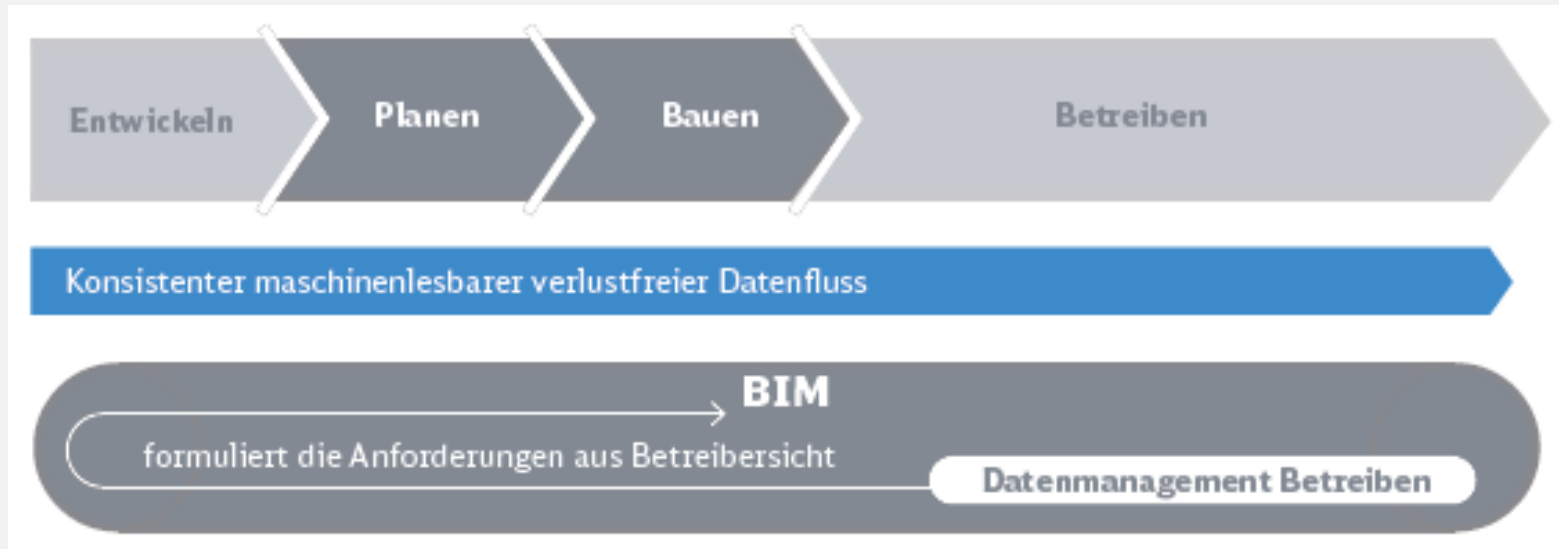 Entwickeln
Planen
Bauen
Betreiben
Konsistenter maschinenlesbarer verlustfreier Datenfluss
BIM
formuliert die Anforderungen aus Betreibersicht
Datenmanagement Betreiben